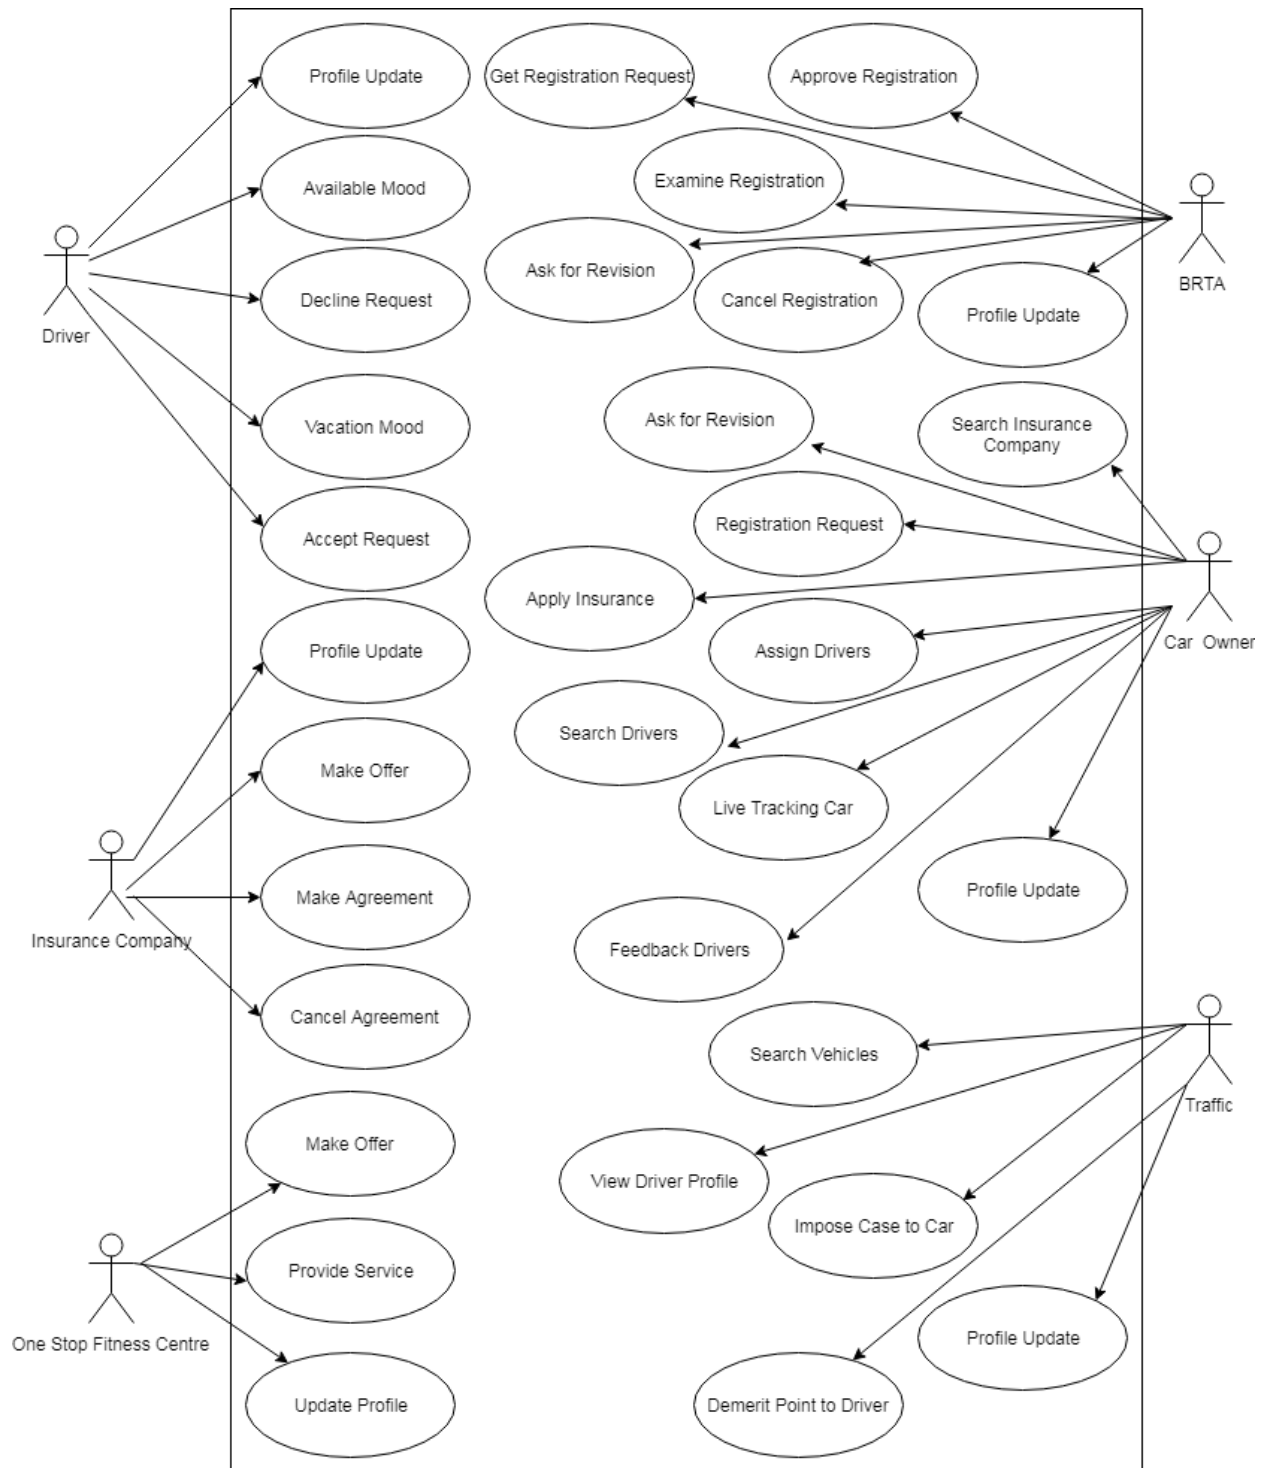 Profile Update
Get Registration Request
Approve Registration
Available Mood
Examine Registration
Ask for Revision
BRTA
Decline Request
Cancel Registration
Profile Update
Driver
Vacation Mood
Ask for Revision
Search Insurance
Company
Accept Request
Registration Request
Apply Insurance
Car Owner
Profile Update
Assign Drivers
Search Drivers
Make Offer
Live Tracking Car
Make Agreement
Profile Update
Insurance Company
Feedback Drivers
Cancel Agreement
Search Vehicles
Traffic
Make Offer
View Driver Profile
Impose Case to Car
Provide Service
One Stop Fitness Centre
Profile Update
Update Profile
Demerit Point to Driver